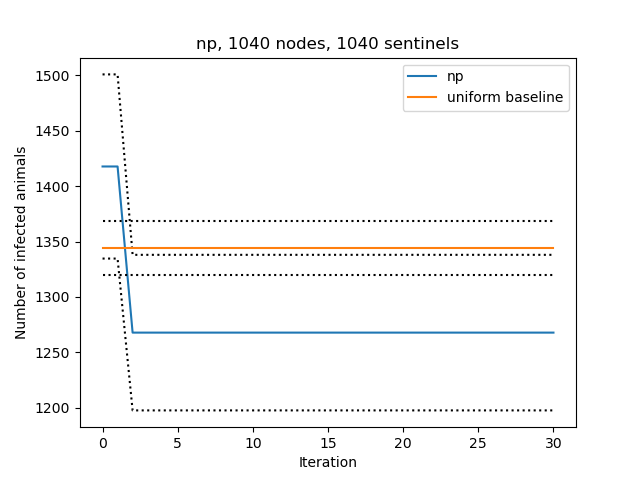 np, 1040 nodes, 1040 sentinels
np
uniform baseline
Number of infected animals
1500
1450
1400
1350
1300
1250
1200
0 5 10 15 20 25 30
Iteration